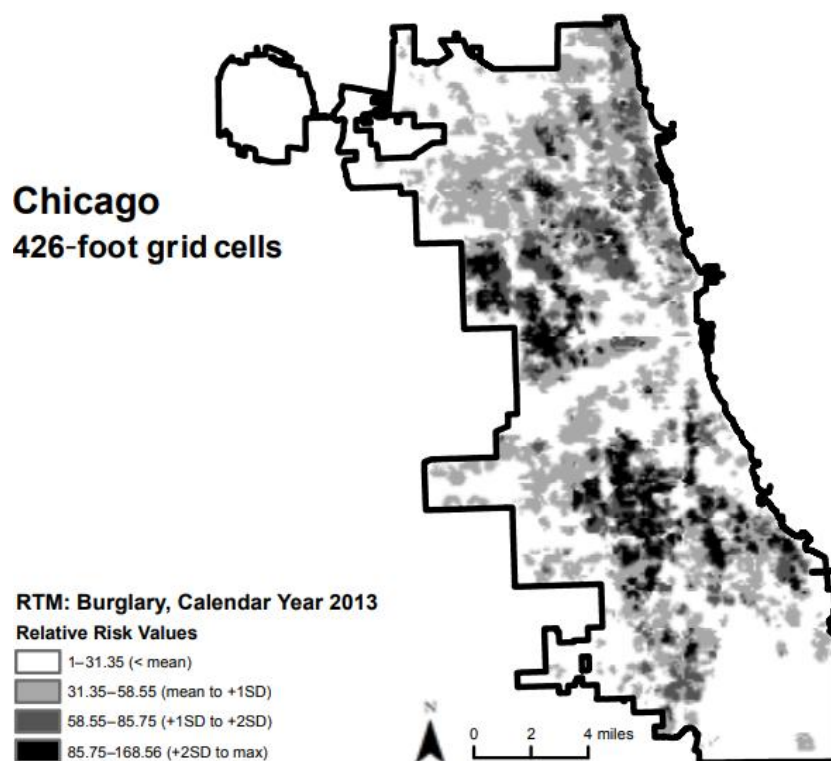 Chicago
426-foot grid cells
RTM: Burglary, Calendar Year 2013
Relative Risk Values
1–31.35 (< mean)
31.35–58.55 (mean to +1SD)
58.55–85.75 (+1SD to +2SD)
85.75–168.56 (+2SD to max)
N
0 2 4 miles